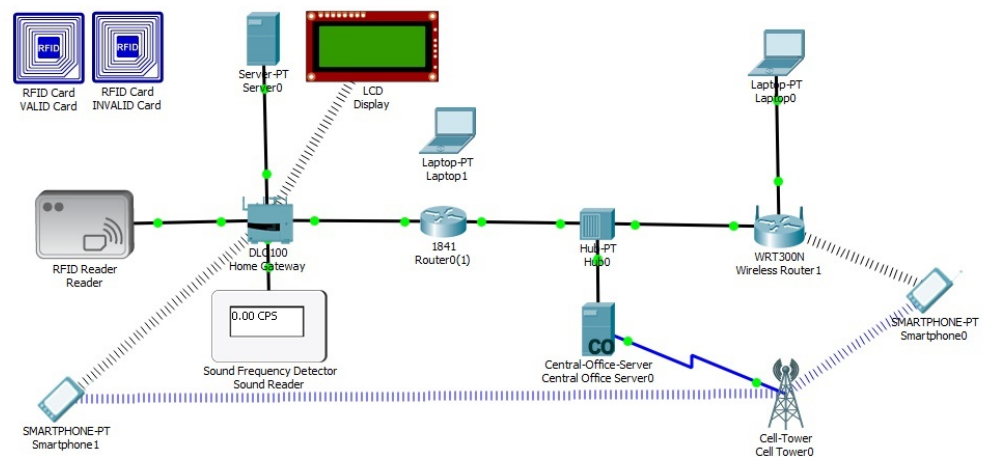 RFID
RFID Card
VALID Card
RFID
RFID Card
INVALID Card
Server-PT
Server0
LCD
Display
Laptop-PT
Laptop1
Laptop-PT
Laptop0
RFID Reader
Reader
DLC100
Home Gateway
1841
Router0(1)
Hub-PT
Hub0
WRT300N
Wireless Router1
0.00 CPS
Sound Frequency Detector
Sound Reader
CO
Central-Office-Server
Central Office Server0
SMARTPHONE-PT
Smartphone0
SMARTPHONE-PT
Smartphone1
Cell-Tower
Cell Tower0